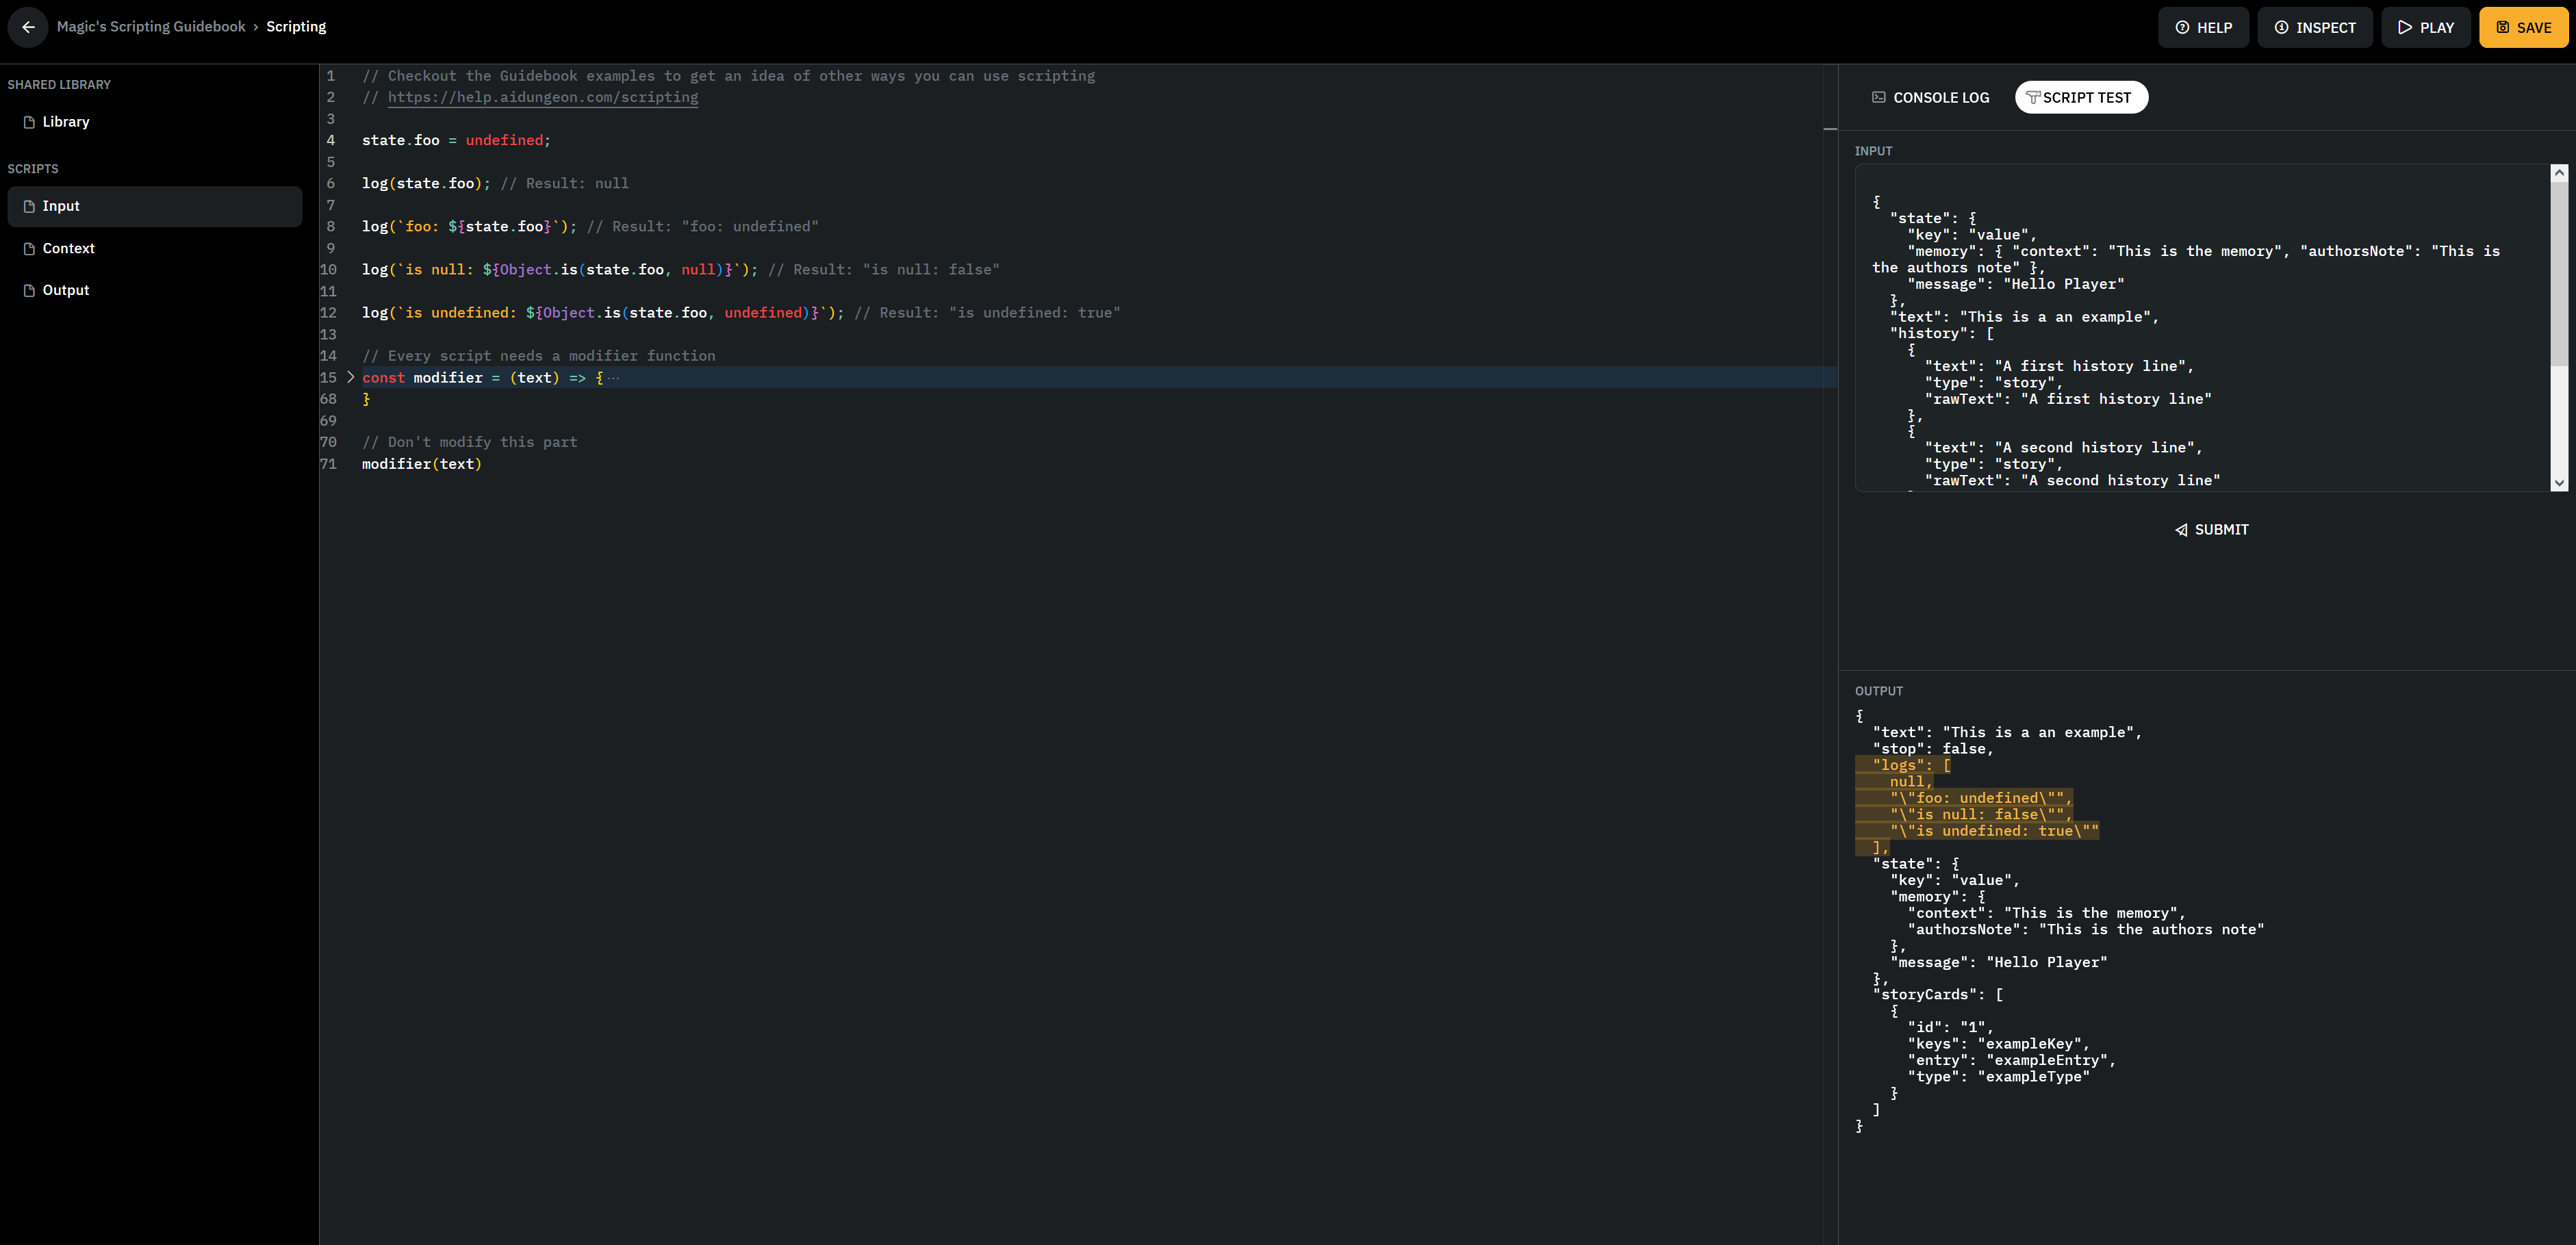 Magic's Scripting Guidebook › Scripting
HELP
INSPECT
PLAY
SAVE
SHARED LIBRARY
Library
SCRIPTS
Input
Context
Output
1 // Checkout the Guidebook examples to get an idea of other ways you can use scripting
2 // https://help.aidungeon.com/scripting
3
4 state.foo = undefined;
5
6 log(state.foo); // Result: null
7
8 log(`foo: ${state.foo}`); // Result: "foo: undefined"
9
10 log(`is null: ${Object.is(state.foo, null)}`); // Result: "is null: false"
11
12 log(`is undefined: ${Object.is(state.foo, undefined)}`); // Result: "is undefined: true"
13
14 // Every script needs a modifier function
15 const modifier = (text) => {···
68 }
69
70 // Don't modify this part
71 modifier(text)
CONSOLE LOG
SCRIPT TEST
INPUT
{
"state": {
"key": "value",
"memory": { "context": "This is the memory", "authorsNote": "This is
the authors note" },
"message": "Hello Player"
},
"text": "This is a an example",
"history": [
{
"text": "A first history line",
"type": "story",
"rawText": "A first history line"
},
{
"text": "A second history line",
"type": "story",
"rawText": "A second history line"
SUBMIT
OUTPUT
{
"text": "This is a an example",
"stop": false,
"logs": [
null,
"\"foo: undefined\"",
"\"is null: false\"",
"\"is undefined: true\""
],
"state": {
"key": "value",
"memory": {
"context": "This is the memory",
"authorsNote": "This is the authors note"
},
"message": "Hello Player"
},
"storyCards": [
{
"id": "1",
"keys": "exampleKey",
"entry": "exampleEntry",
"type": "exampleType"
}
]
}